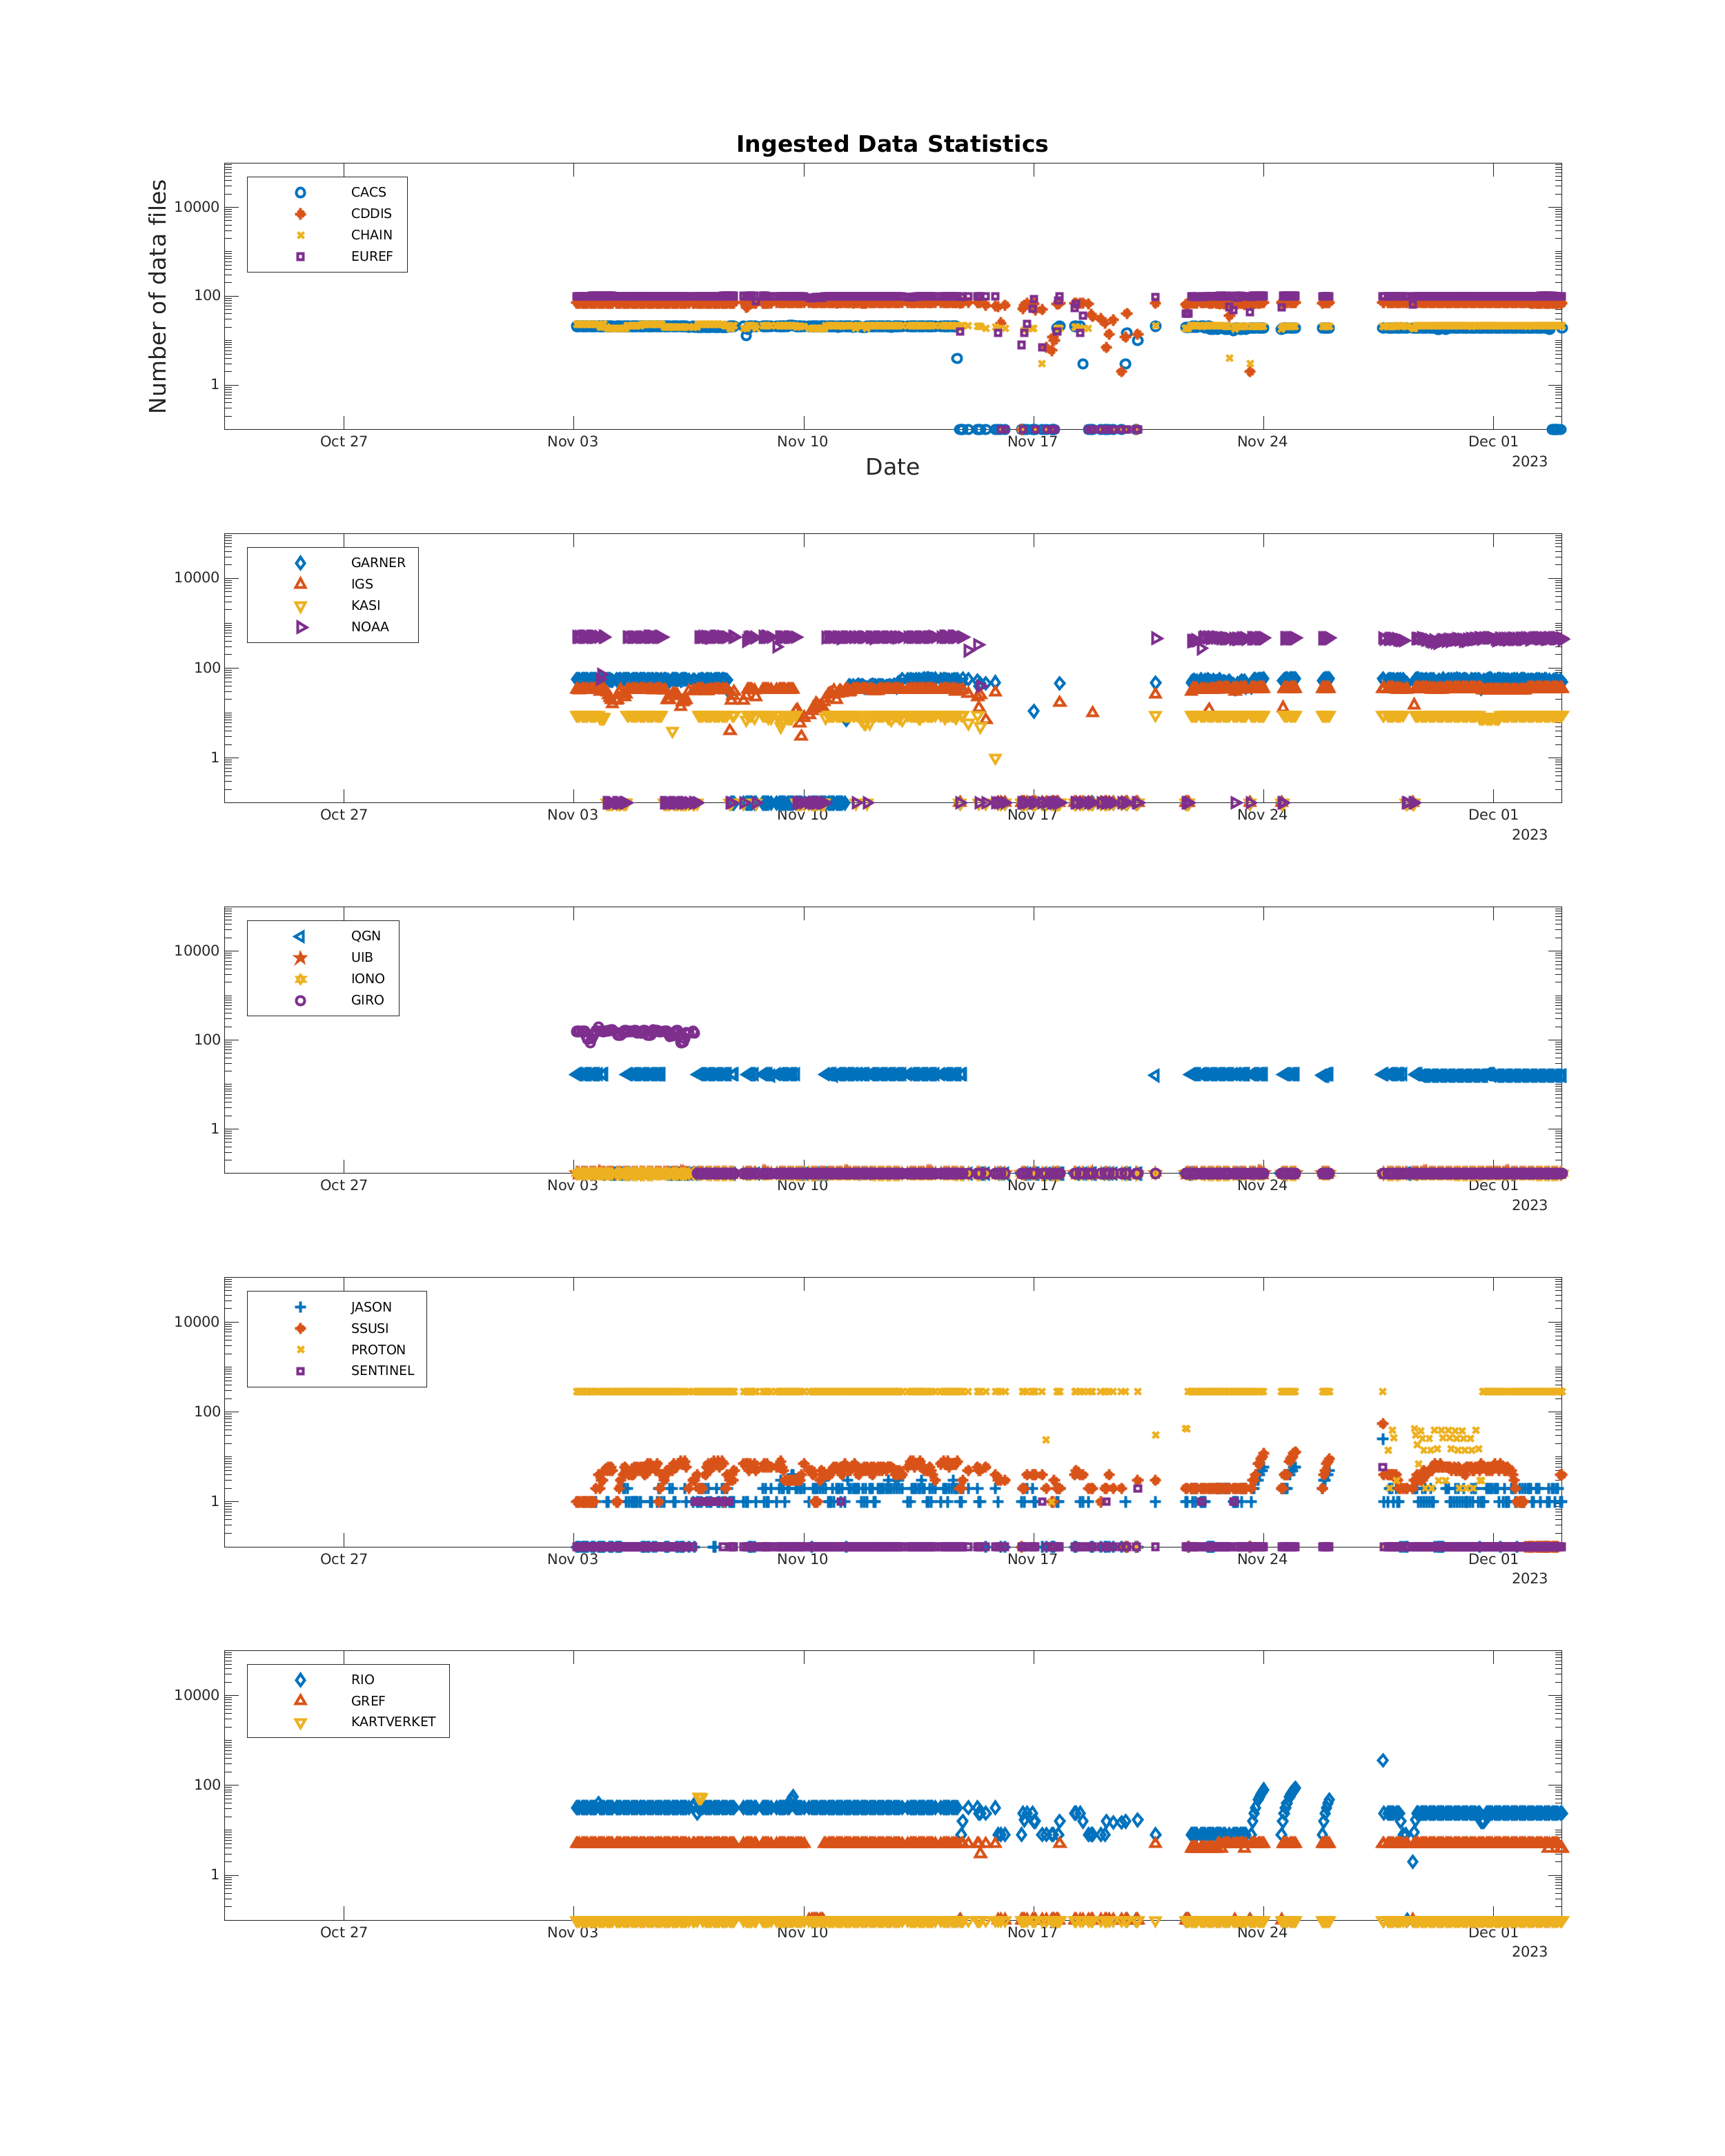 Ingested Data Statistics
Number of data files
10000
100
1
CACS
CDDIS
CHAIN
EUREF
Oct 27 Nov 03 Nov 10 Nov 17 Nov 24 Dec 01
2023
Date
10000
100
1
GARNER
IGS
KASI
NOAA
Oct 27 Nov 03 Nov 10 Nov 17 Nov 24 Dec 01
2023
10000
100
1
QGN
UIB
IONO
GIRO
Oct 27 Nov 03 Nov 10 Nov 17 Nov 24 Dec 01
2023
10000
100
1
JASON
SSUSI
PROTON
SENTINEL
Oct 27 Nov 03 Nov 10 Nov 17 Nov 24 Dec 01
2023
10000
100
1
RIO
GREF
KARTVERKET
Oct 27 Nov 03 Nov 10 Nov 17 Nov 24 Dec 01
2023